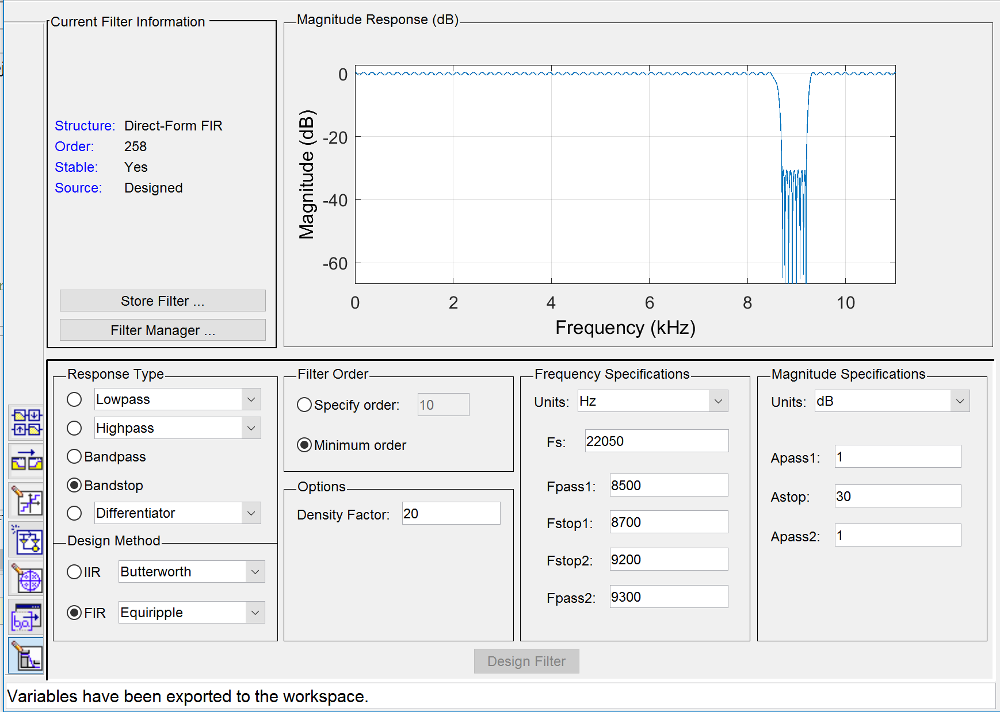 Current Filter Information
Structure: Direct-Form FIR
Order: 258
Stable: Yes
Source: Designed
Store Filter ...
Filter Manager ...
Magnitude Response (dB)
Magnitude (dB)
0
-20
-40
-60
0 2 4 6 8 10
Frequency (kHz)
Response Type
Lowpass
Highpass
Bandpass
Bandstop
Differentiator
Design Method
IIR Butterworth
FIR Equiripple
Filter Order
Specify order: 10
Minimum order
Options
Density Factor: 20
Frequency Specifications
Units: Hz
Fs: 22050
Fpass1: 8500
Fstop1: 8700
Fstop2: 9200
Fpass2: 9300
Magnitude Specifications
Units: dB
Apass1: 1
Astop: 30
Apass2: 1
Design Filter
Variables have been exported to the workspace.